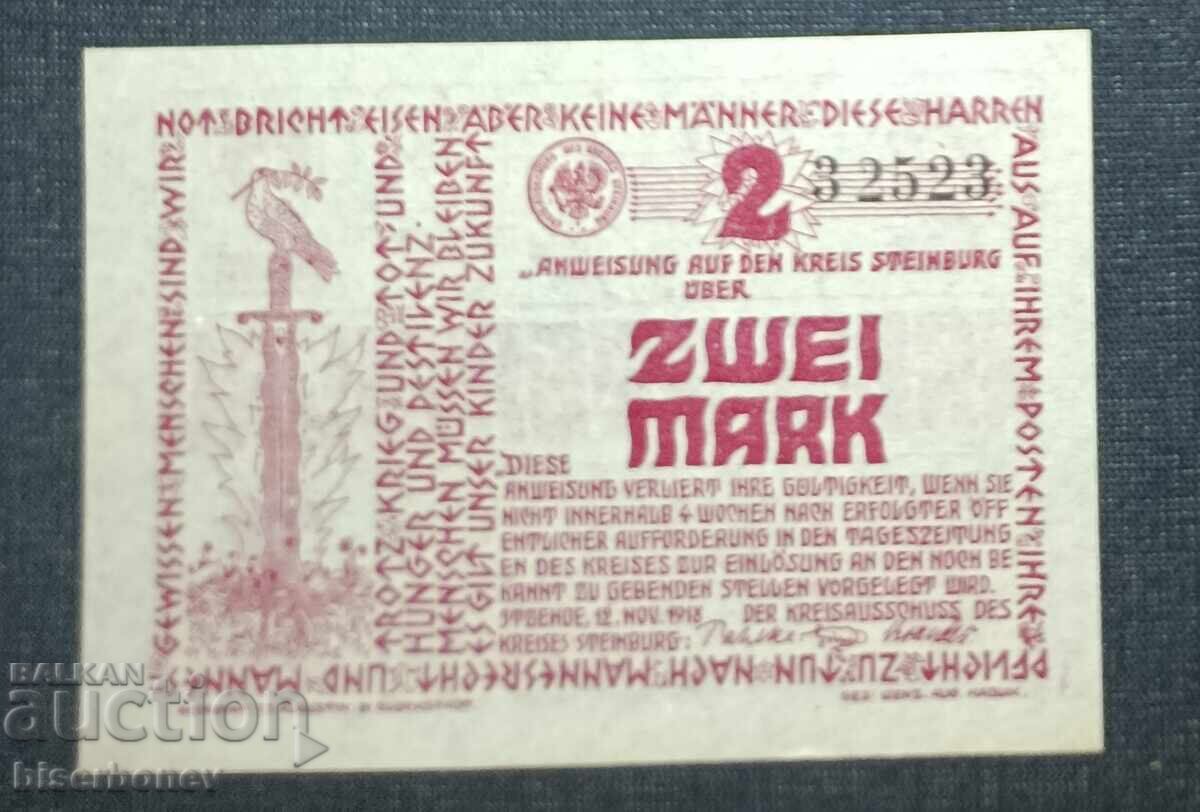 NOT BRICHT EISEN ABER KEINE MÄNNER DIESE HARREN
AUS AUF IHREM POSTEN IHRE
PFLICHT ZU TUN NACH MANNESRECHT UND MANN
GEWISSEN MENSCHEN SIND WIR
TROTZ KRIEG UND TOT UND
HUNGER UND PESTILENZ.
MENSCHEN MÜSSEN WIR BLEIBEN
ES GILT UNSER KINDER ZUKUNFT
2 32523
ANWEISUNG AUF DEN KREIS STEINBURG
ÜBER
ZWEI
MARK
DIESE
ANWEISUNG VERLIERT IHRE GÜLTIGKEIT, WENN SIE
NICHT INNERHALB 4 WOCHEN NACH ERFOLGTER ÖFF
ENTLICHER AUFFORDERUNG IN DEN TAGESZEITUNG
EN DES KREISES ZUR EINLÖSUNG AN DEN NOCH BE
KANNT ZU GEBENDEN STELLEN VORGELEGT WIRD.
ITZEHOE, 12. NOV. 1918 DER KREISAUSSCHUSS DES
KREISES STEINBURG:
BALKAN
auction
biserbonev